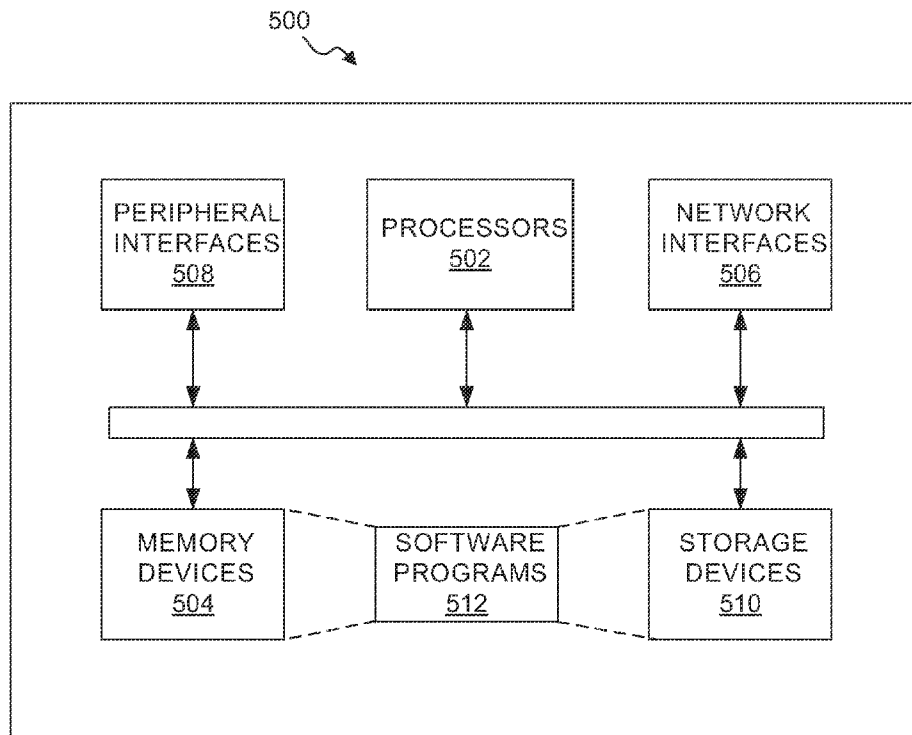 500
PERIPHERAL
INTERFACES
508
PROCESSORS
502
NETWORK
INTERFACES
506
MEMORY
DEVICES
504
SOFTWARE
PROGRAMS
512
STORAGE
DEVICES
510